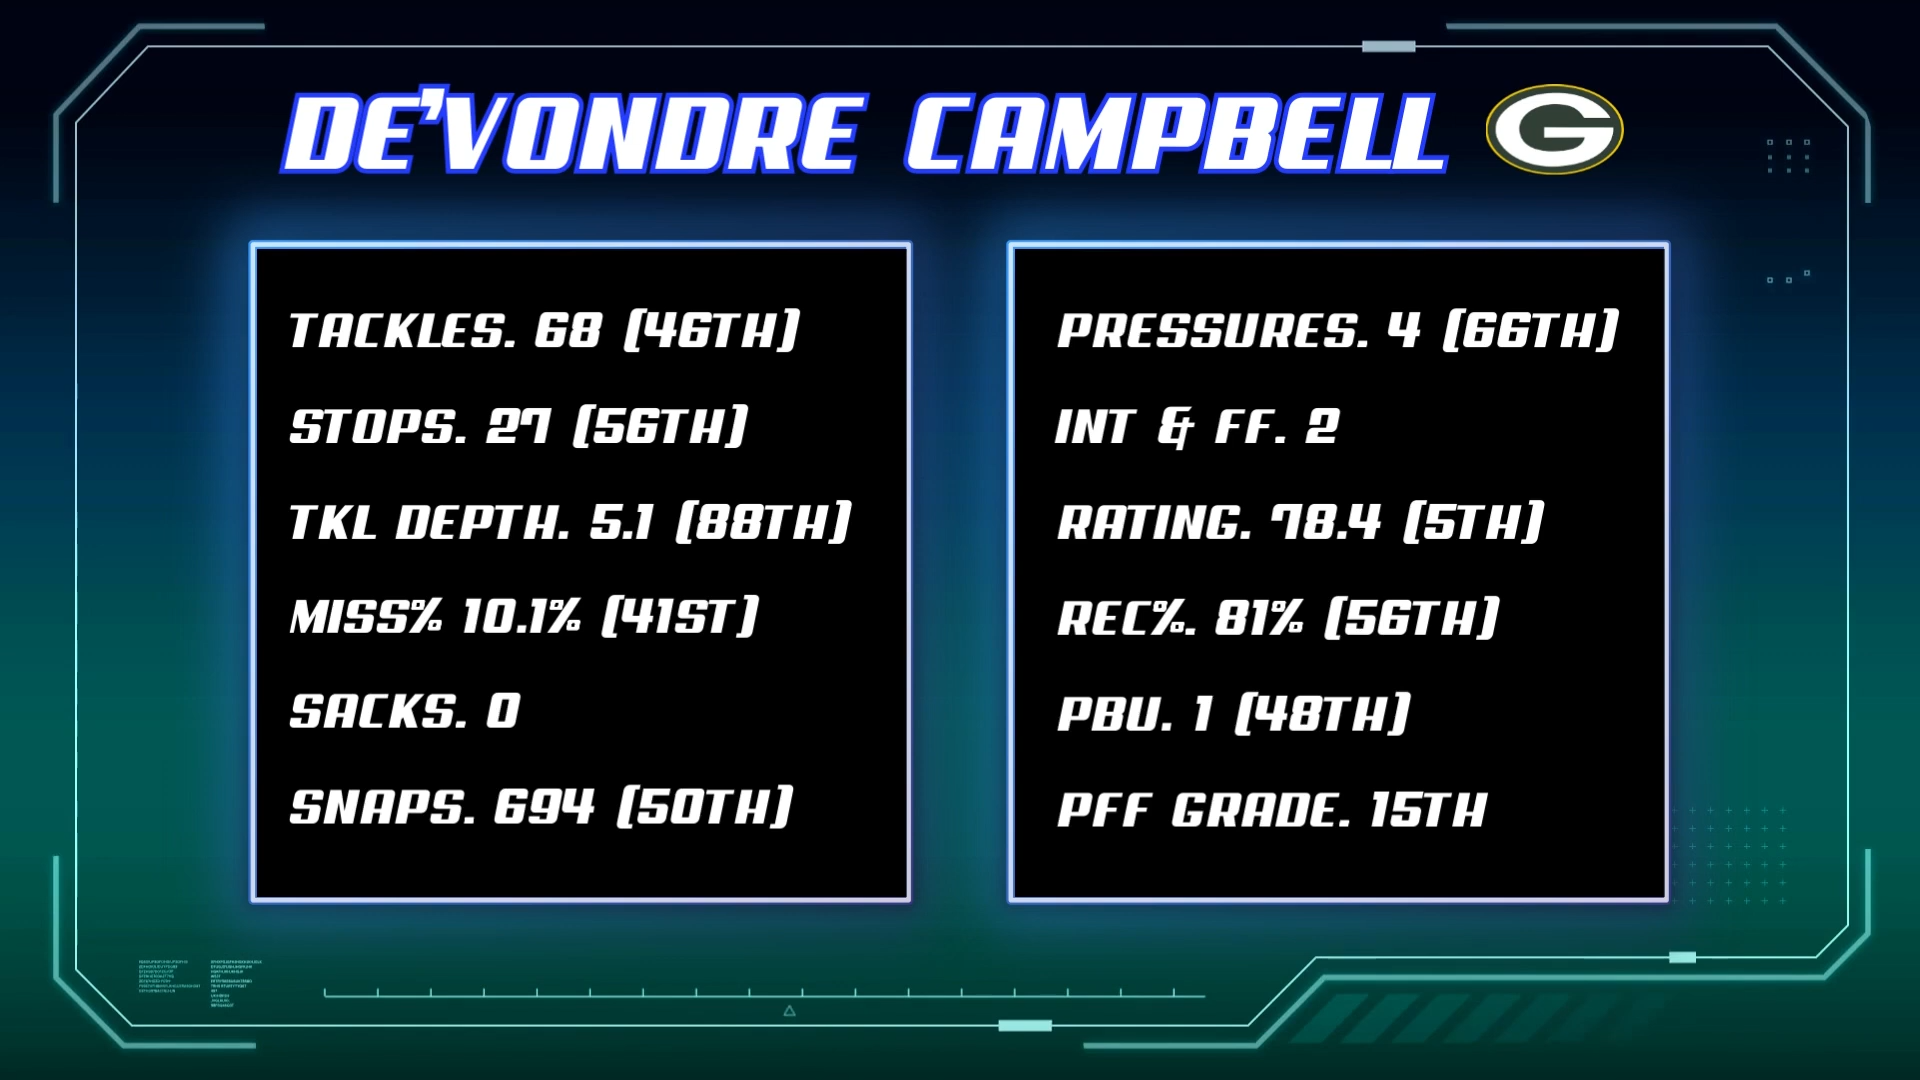 DE'VONDRE CAMPBELL G
TACKLES. 68 (46TH)
STOPS. 27 (56TH)
TKL DEPTH. 5.1 (88TH)
MISS% 10.1% (41ST)
SACKS. 0
SNAPS. 694 (50TH)
PRESSURES. 4 (66TH)
INT & FF. 2
RATING. 78.4 (5TH)
REC%. 81% (56TH)
PBU. 1 (48TH)
PFF GRADE. 15TH